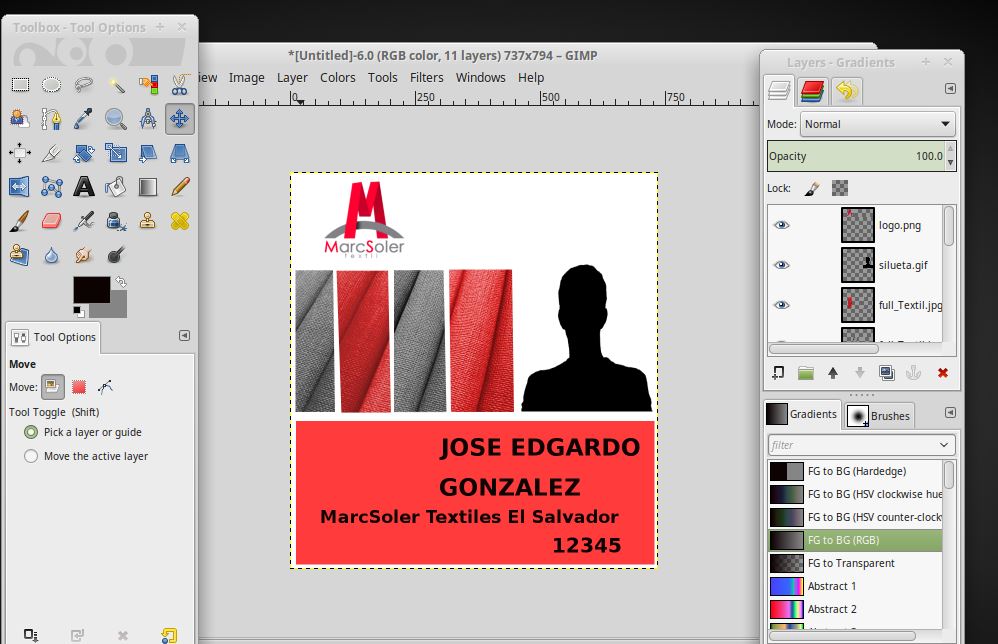 Toolbox - Tool Options
*[Untitled]-6.0 (RGB color, 11 layers) 737x794 – GIMP
iew Image Layer Colors Tools Filters Windows Help
0 250 500 750
MarcSoler
Textil
JOSE EDGARDO
GONZALEZ
MarcSoler Textiles El Salvador
12345
Tool Options
Move
Move:
Tool Toggle (Shift)
Pick a layer or guide
Move the active layer
Layers - Gradients
Mode: Normal
Opacity 100.0
Lock:
logo.png
silueta.gif
full_Textil.jpg
Gradients Brushes
filter
FG to BG (Hardedge)
FG to BG (HSV clockwise hue
FG to BG (HSV counter-clock
FG to BG (RGB)
FG to Transparent
Abstract 1
Abstract 2